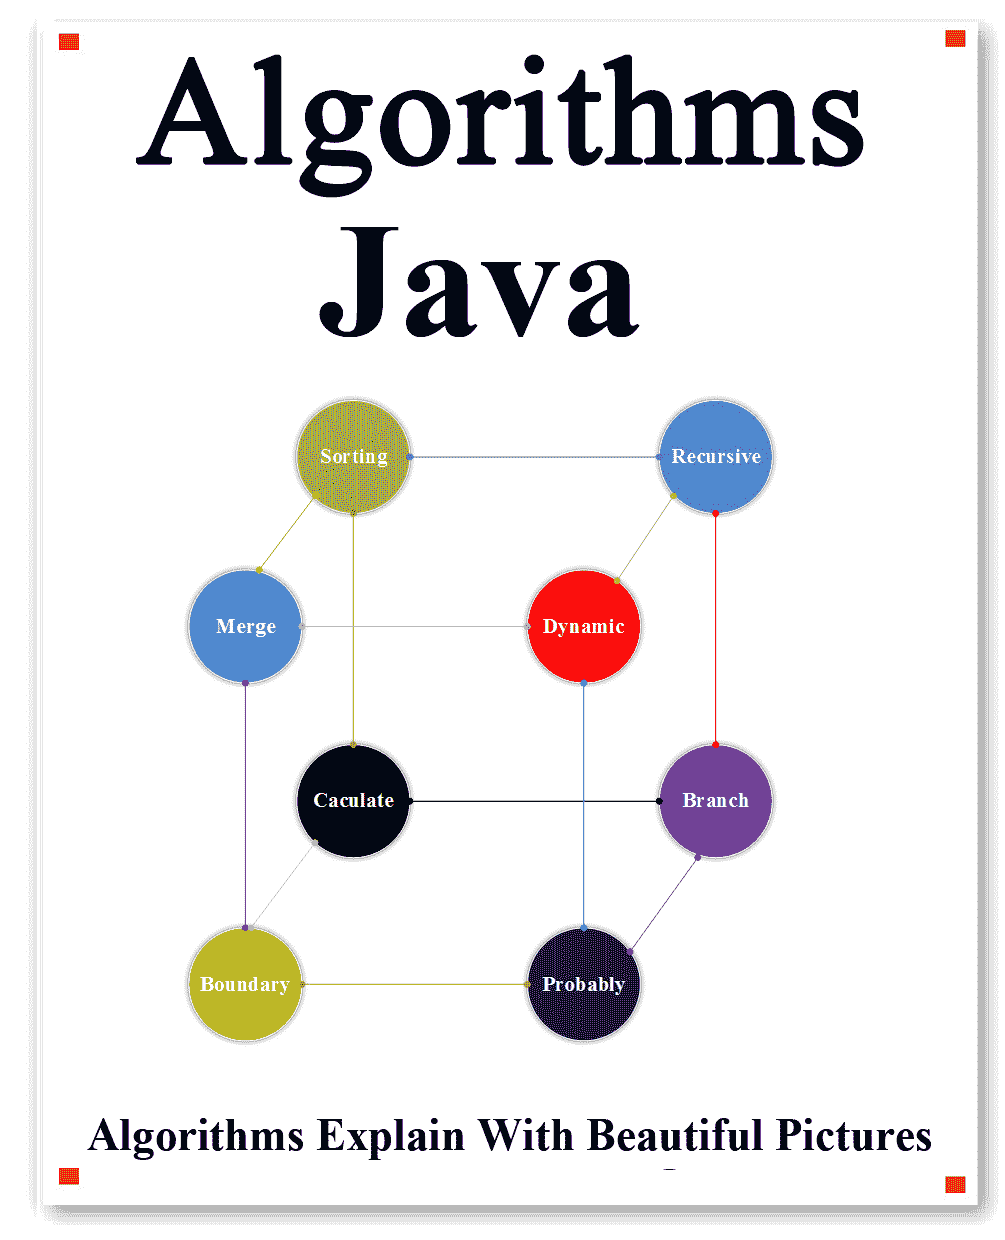 Algorithms
Java
Sorting
Recursive
Merge
Dynamic
Caculate
Branch
Boundary
Probably
Algorithms Explain With Beautiful Pictures